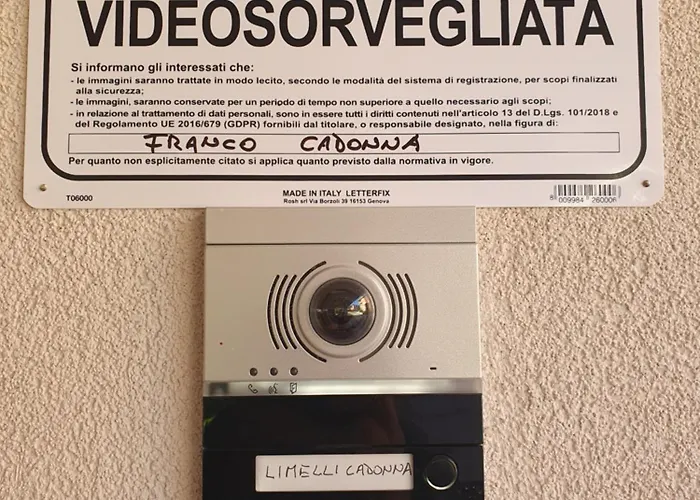 VIDEOSORVEGLIATA
Si informano gli interessati che:
- le immagini saranno trattate in modo lecito, secondo le modalità del sistema di registrazione, per scopi finalizzati
alla sicurezza;
- le immagini, saranno conservate per un periodo di tempo non superiore a quello necessario agli scopi;
- in relazione al trattamento di dati personali, sono in essere tutti i diritti contenuti nell'articolo 13 del D.Lgs. 101/2018 e
del Regolamento UE 2016/679 (GDPR) fornibili dal titolare, o responsabile designato, nella figura di:
FRANCO CADONNA
Per quanto non esplicitamente citato si applica quanto previsto dalla normativa in vigore.
T06000
MADE IN ITALY LETTERFIX
Rosh srl Via Borzoli 39 16153 Genova
8 009984 260006
LIMELLI CADONNA